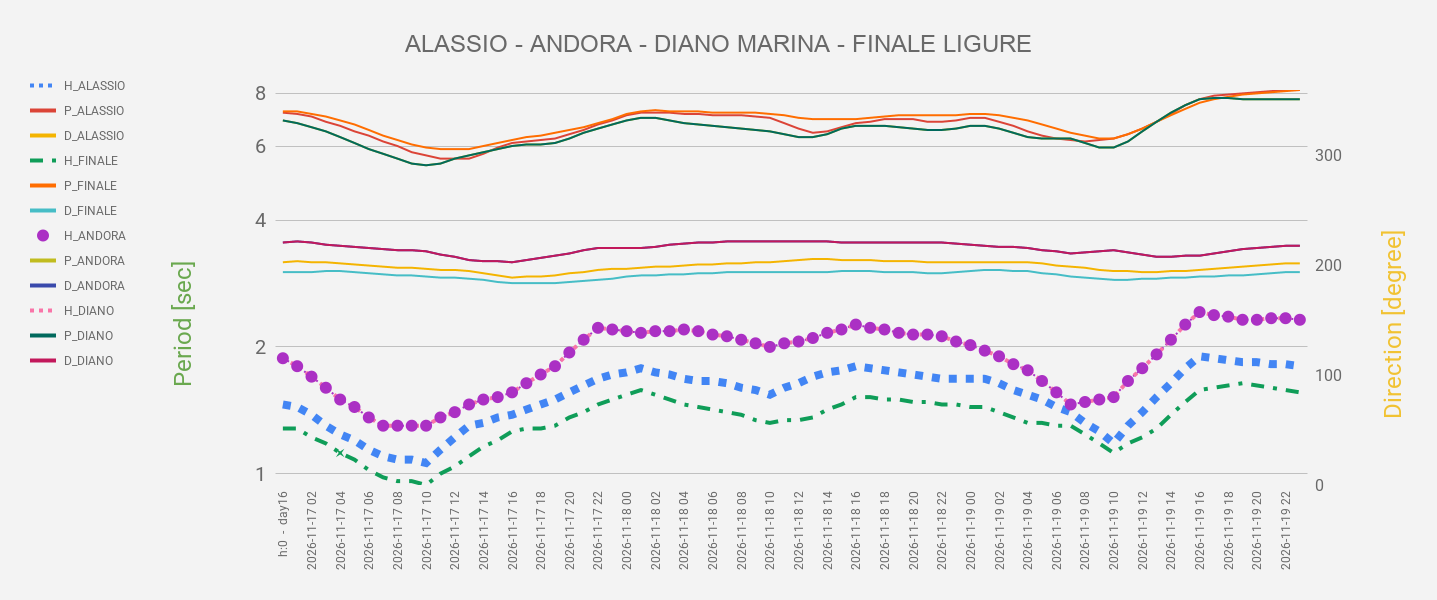 ALASSIO - ANDORA - DIANO MARINA - FINALE LIGURE
H_ALASSIO
P_ALASSIO
D_ALASSIO
H_FINALE
P_FINALE
D_FINALE
H_ANDORA
P_ANDORA
D_ANDORA
H_DIANO
P_DIANO
D_DIANO
Period [sec]
8
6
4
2
1
300
200
100
0
Direction [degree]
h:0 - day16
2026-11-17 02
2026-11-17 04
2026-11-17 06
2026-11-17 08
2026-11-17 10
2026-11-17 12
2026-11-17 14
2026-11-17 16
2026-11-17 18
2026-11-17 20
2026-11-17 22
2026-11-18 00
2026-11-18 02
2026-11-18 04
2026-11-18 06
2026-11-18 08
2026-11-18 10
2026-11-18 12
2026-11-18 14
2026-11-18 16
2026-11-18 18
2026-11-18 20
2026-11-18 22
2026-11-19 00
2026-11-19 02
2026-11-19 04
2026-11-19 06
2026-11-19 08
2026-11-19 10
2026-11-19 12
2026-11-19 14
2026-11-19 16
2026-11-19 18
2026-11-19 20
2026-11-19 22